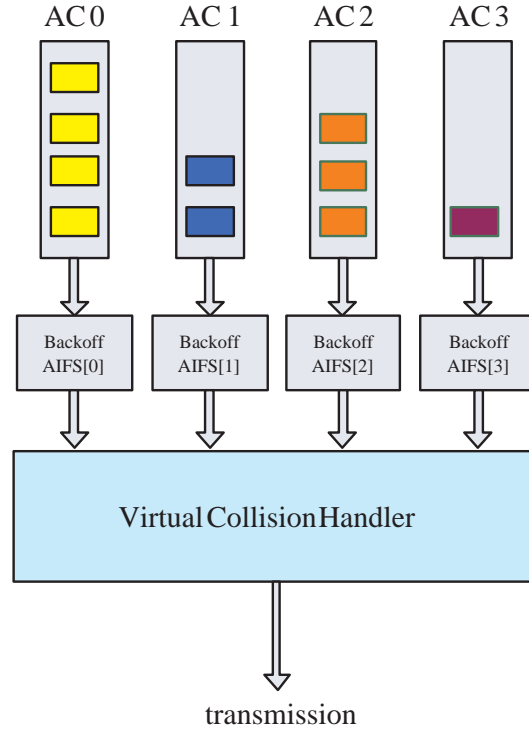 AC 0 AC 1 AC 2 AC 3
Backoff Backoff Backoff Backoff
AIFS[0] AIFS[1] AIFS[2] AIFS[3]
Virtual Collision Handler
transmission